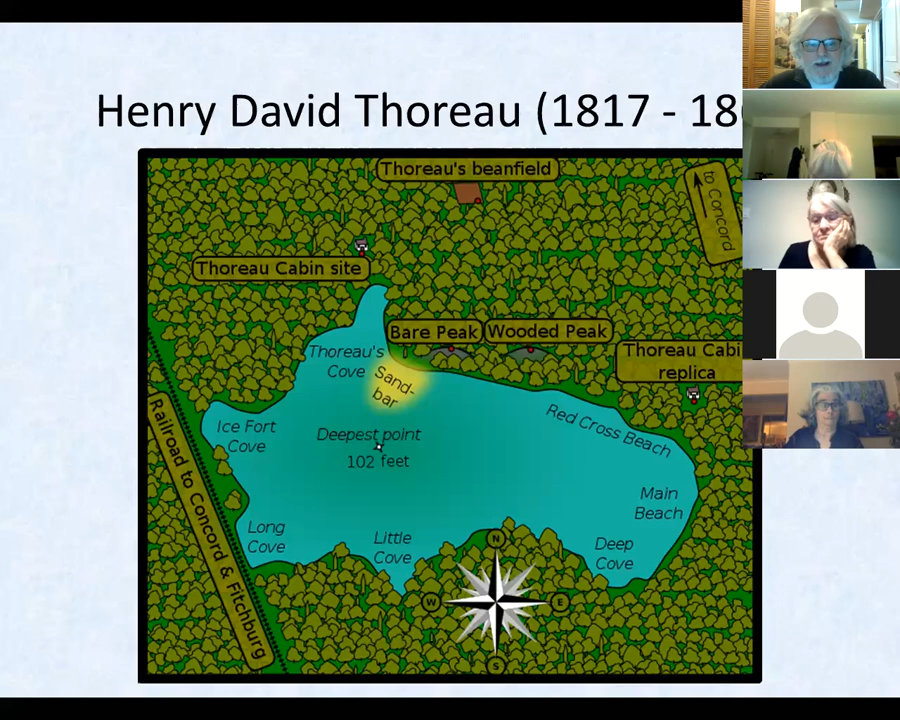 Henry David Thoreau (1817 - 18
Thoreau's beanfield
to Concord
Thoreau Cabin site
Bare Peak
Wooded Peak
Thoreau Cabi
replica
Thoreau's
Cove
Sand-
bar
Red Cross Beach
Ice Fort
Cove
Deepest point
102 feet
Main
Beach
Long
Cove
Little
Cove
Deep
Cove
Railroad to Concord & Fitchburg
N
W
E
S